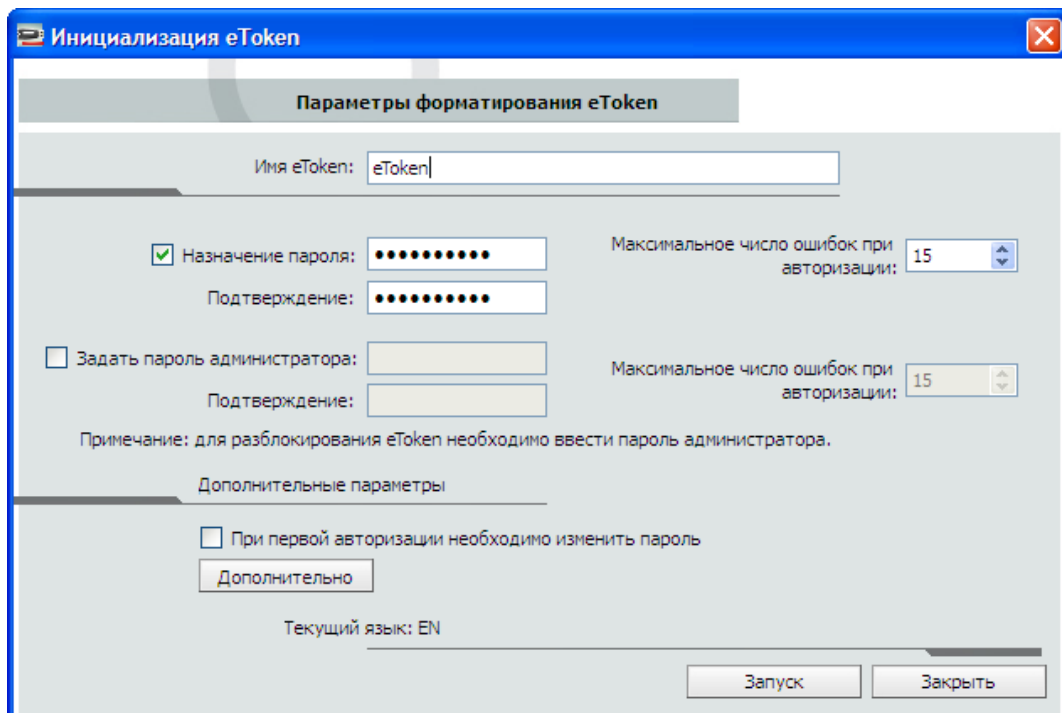 Инициализация eToken
Параметры форматирования eToken
Имя eToken: eToken
Назначение пароля: ●●●●●●●●●●
Максимальное число ошибок при авторизации: 15
Подтверждение: ●●●●●●●●●●
Задать пароль администратора:
Максимальное число ошибок при авторизации: 15
Подтверждение:
Примечание: для разблокирования eToken необходимо ввести пароль администратора.
Дополнительные параметры
При первой авторизации необходимо изменить пароль
Дополнительно
Текущий язык: EN
Запуск Закрыть